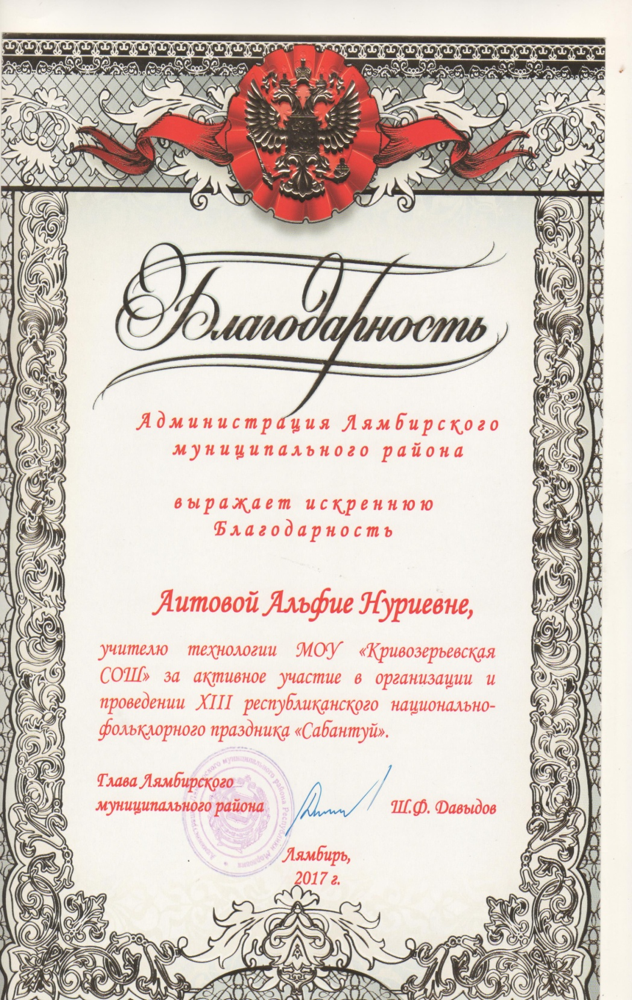 Благодарность
Администрация Лямбирского
муниципального района
выражает искреннюю
Благодарность
Аитовой Альфие Нуриевне,
учителю технологии МОУ «Кривозерьевская
СОШ» за активное участие в организации и
проведении XIII республиканского национально-
фольклорного праздника «Сабантуй».
Глава Лямбирского
муниципального района
Ш.Ф. Давыдов
Администрация Лямбирского муниципального района Республики Мордовия
Лямбирь,
2017 г.